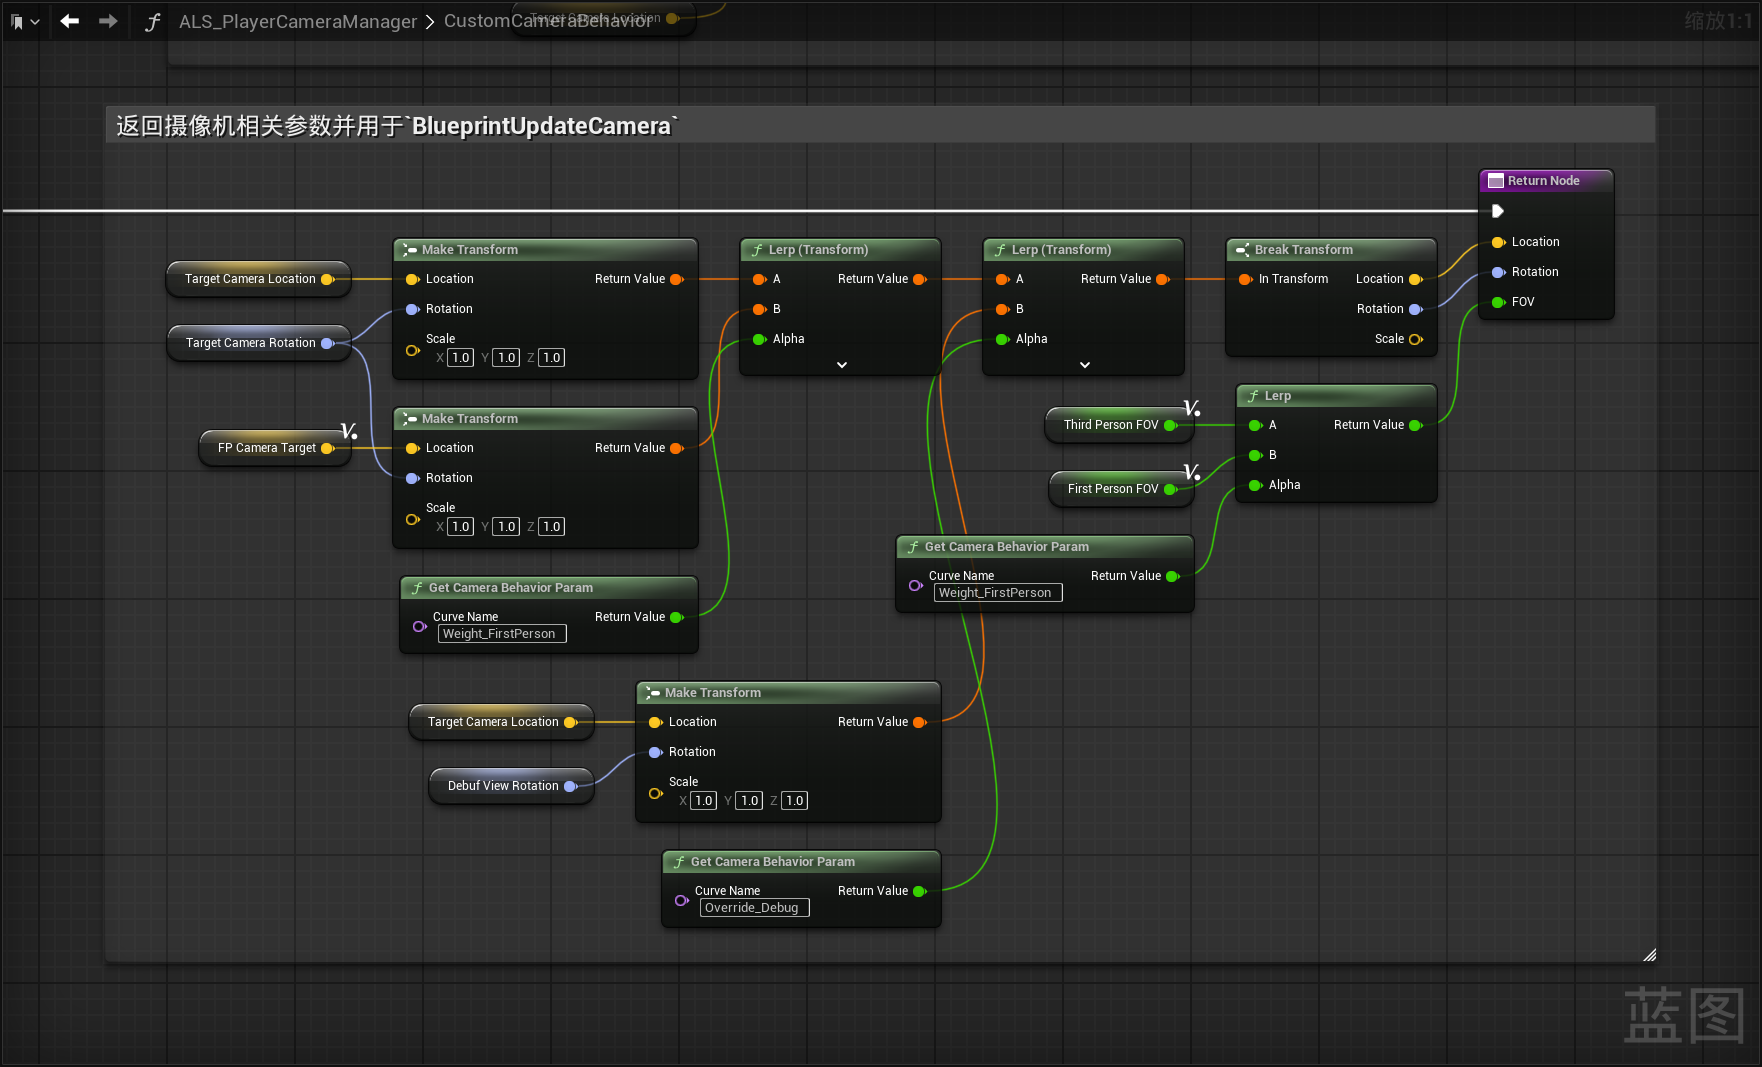 ALS_PlayerCameraManager > CustomCameraBehavior
Target Camera Location
缩放1:1
返回摄像机相关参数并用于`BlueprintUpdateCamera`
Return Node
Location
Rotation
FOV
Target Camera Location
Target Camera Rotation
Make Transform
Location
Return Value
Rotation
Scale
X 1.0 Y 1.0 Z 1.0
Lerp (Transform)
A
Return Value
B
Alpha
Lerp (Transform)
A
Return Value
B
Alpha
Break Transform
In Transform
Location
Rotation
Scale
FP Camera Target
V.
Make Transform
Location
Return Value
Rotation
Scale
X 1.0 Y 1.0 Z 1.0
Third Person FOV
V.
First Person FOV
V.
Lerp
A
Return Value
B
Alpha
Get Camera Behavior Param
Curve Name
Return Value
Weight_FirstPerson
Get Camera Behavior Param
Curve Name
Return Value
Weight_FirstPerson
Target Camera Location
Debuf View Rotation
Make Transform
Location
Return Value
Rotation
Scale
X 1.0 Y 1.0 Z 1.0
Get Camera Behavior Param
Curve Name
Return Value
Override_Debug
蓝图